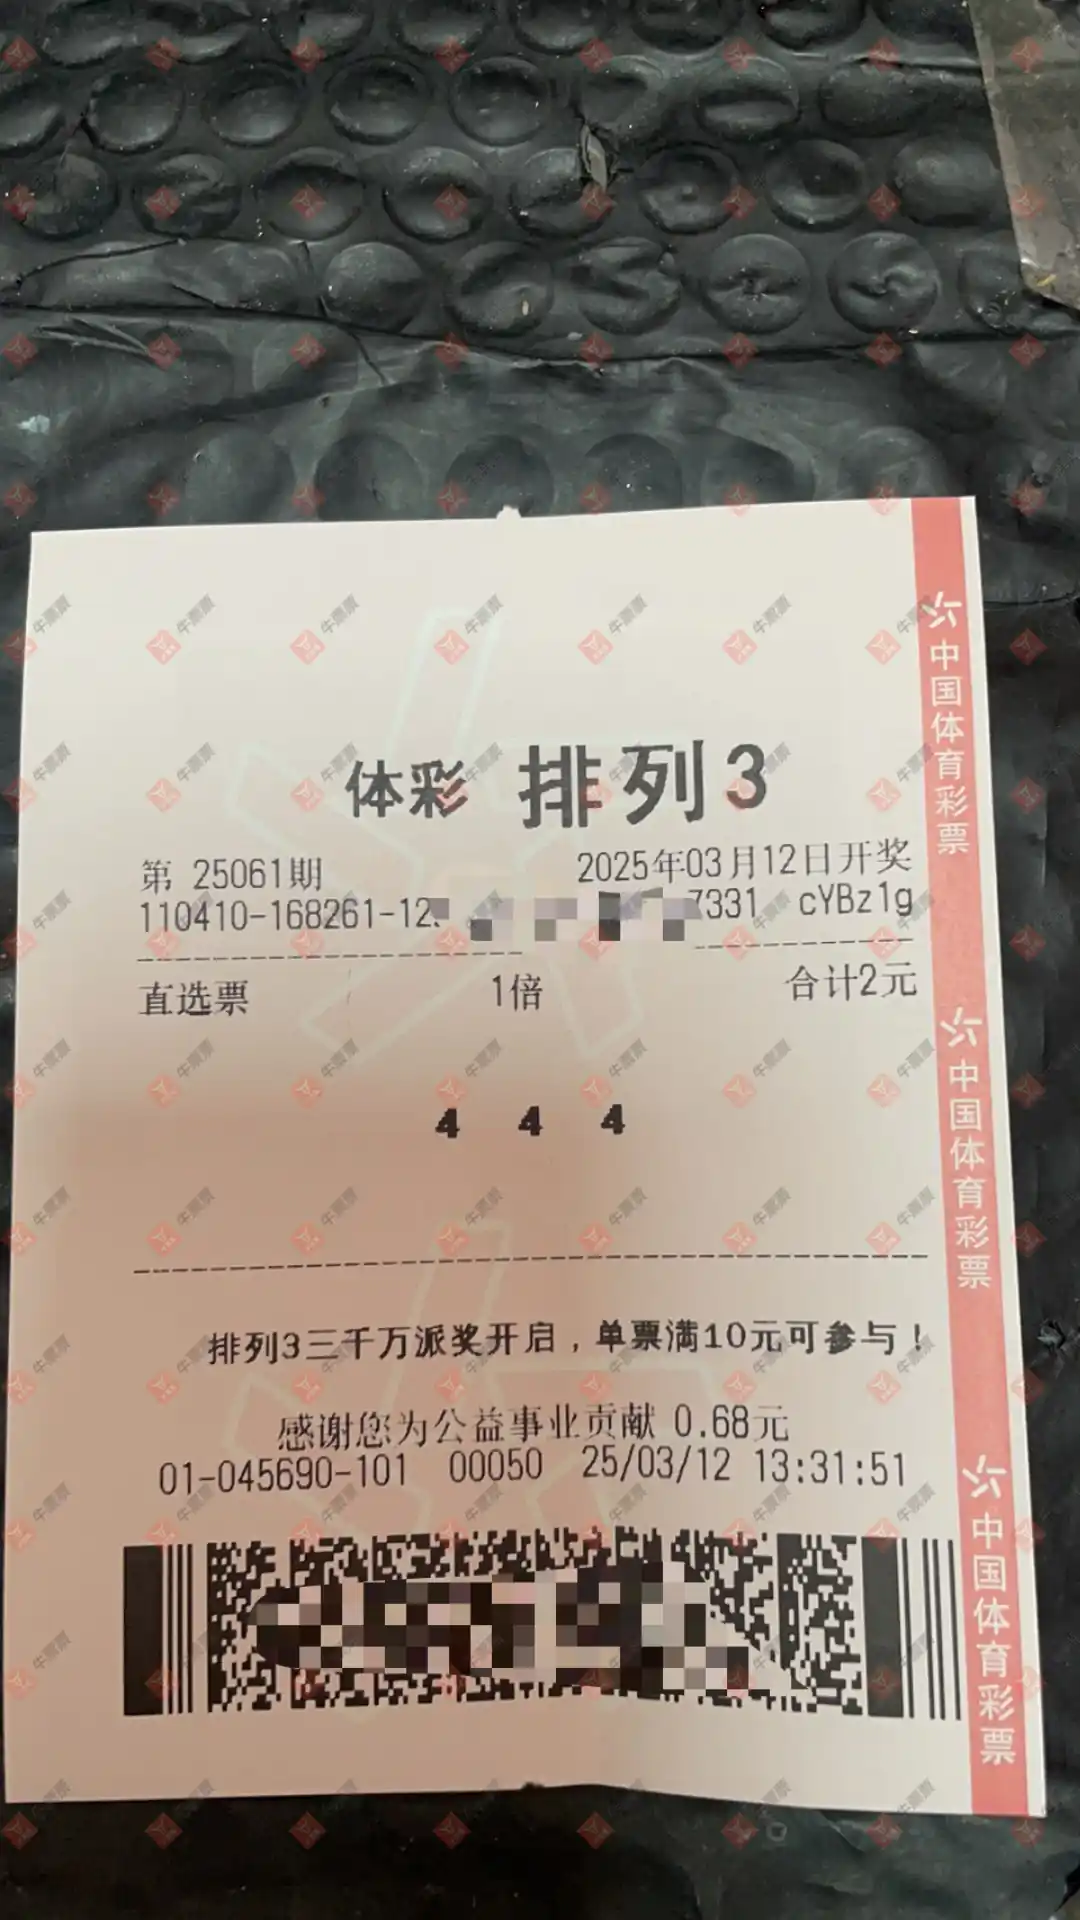 体彩 排列3
第 25061期 2025年03月12日开奖
110410-168261-12 7331 cYBz1g
直选票 1倍 合计2元
4 4 4
排列3三千万派奖开启，单票满10元可参与！
感谢您为公益事业贡献 0.68元
01-045690-101 00050 25/03/12 13:31:51
中国体育彩票
中国体育彩票
中国体育彩票
牛票票